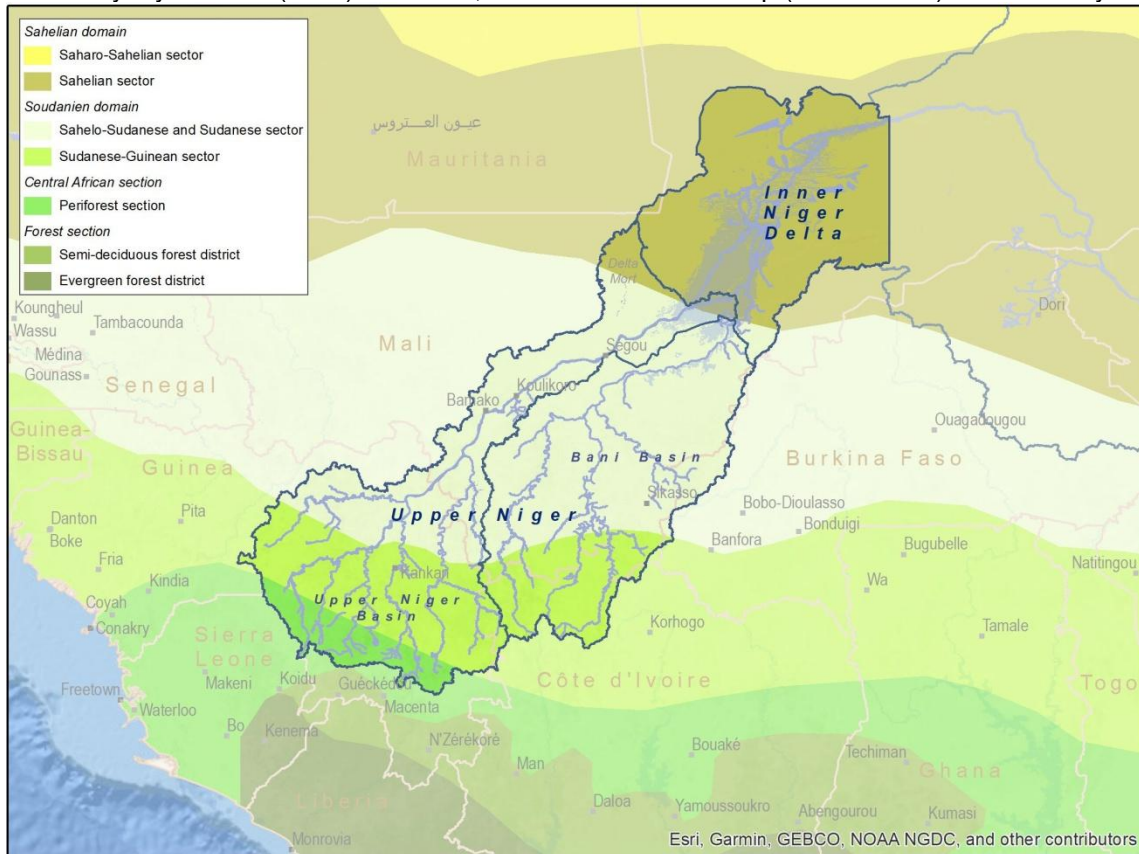 Sahelian domain
Saharo-Sahelian sector
Sahelian sector
Soudanien domain
Sahelo-Sudanese and Sudanese sector
Sudanese-Guinean sector
Central African section
Periforest section
Forest section
Semi-deciduous forest district
Evergreen forest district
عيـون العـــتروس
Mauritania
Inner
Niger
Delta
Delta
Mort
Dori
Koungheul
Wassu
Tambacounda
Médina
Gounass
Mali
Ségou
Senegal
Koulikoro
Bamako
Ouagadougou
Guinea-
Bissau
Guinea
Bani Basin
Burkina Faso
Sikasso
Upper Niger
Bobo-Dioulasso
Bonduigi
Danton
Boke
Pita
Banfora
Bugubelle
Natitingou
Fria
Kankan
Kindia
Wa
Upper Niger
Basin
Coyah
Conakry
Korhogo
Tamale
Sierra
Leone
Makeni
Koidu
Guéckédou
Côte d'Ivoire
Togo
Freetown
Waterloo
Macenta
Bo
Kenema
N'Zérékoré
Bouaké
Techiman
Man
Ghana
Liberia
Daloa
Yamoussoukro
Abengourou
Kumasi
Monrovia
Esri, Garmin, GEBCO, NOAA NGDC, and other contributors